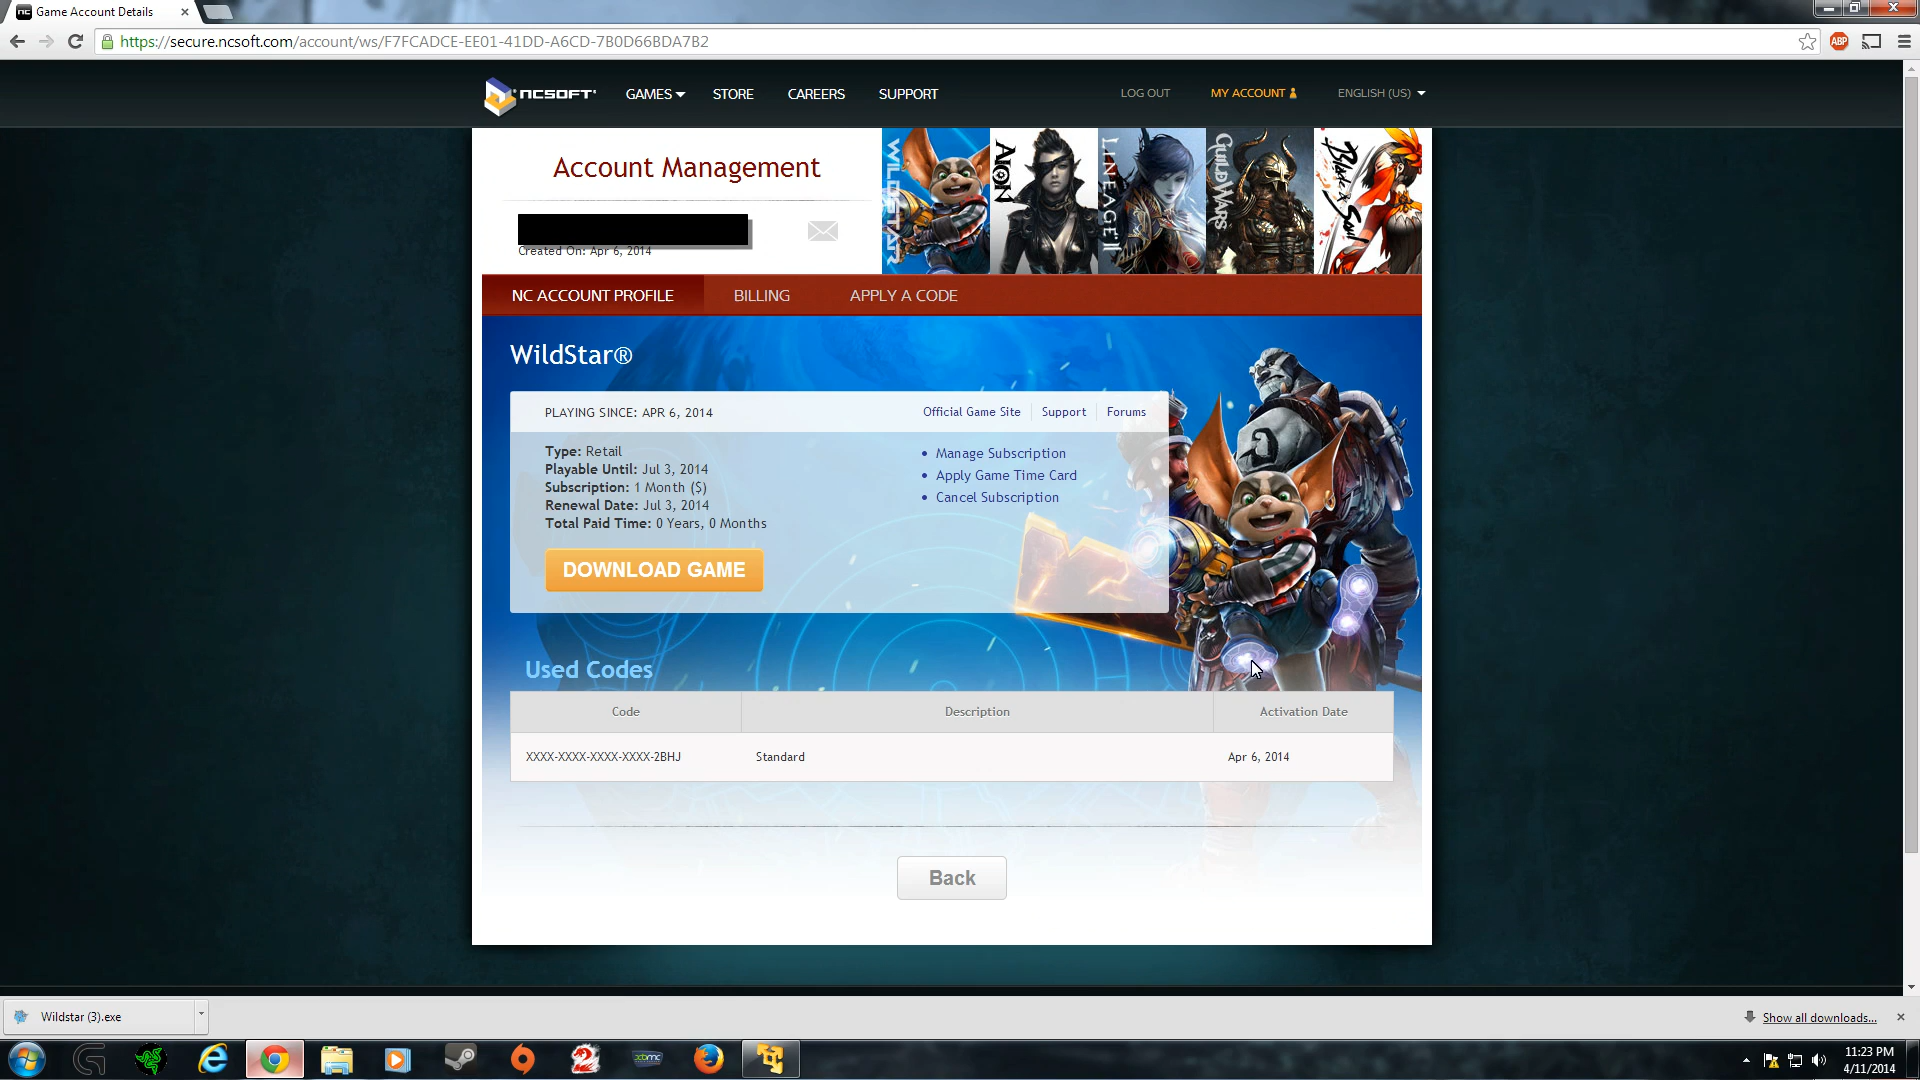 Game Account Details
https://secure.ncsoft.com/account/ws/F7FCADCE-EE01-41DD-A6CD-7B0D66BDA7B2
ABP
NCSOFT GAMES STORE CAREERS SUPPORT LOG OUT MY ACCOUNT ENGLISH (US)
Account Management
Created On: Apr 6, 2014
WILDSTAR
AION
LINEAGE II
GUILD WARS
Blade & Soul
NC ACCOUNT PROFILE BILLING APPLY A CODE
WildStar®
PLAYING SINCE: APR 6, 2014 Official Game Site Support Forums
Type: Retail
Playable Until: Jul 3, 2014
Subscription: 1 Month ($)
Renewal Date: Jul 3, 2014
Total Paid Time: 0 Years, 0 Months
• Manage Subscription
• Apply Game Time Card
• Cancel Subscription
DOWNLOAD GAME
Used Codes
Code Description Activation Date
XXXX-XXXX-XXXX-XXXX-2BHJ Standard Apr 6, 2014
Back
Wildstar (3).exe Show all downloads...
xbmc
11:23 PM
4/11/2014